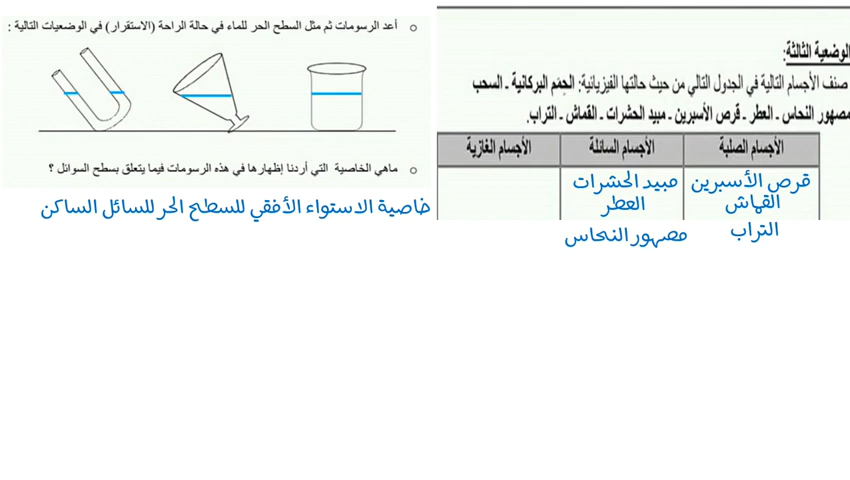 الوضعية الثالثة:
صنف الأجسام التالية في الجدول التالي من حيث حالتها الفيزيائية: الحِمَم البركانية ـ السحب
مصهور النحاس ـ العطر ـ قرص الأسبرين ـ مبيد الحشرات ـ القماش ـ التراب.
الأجسام الصلبة الأجسام السائلة الأجسام الغازية
قرص الأسبرين مبيد الحشرات
القماش العطر
التراب مصهور النحاس
أعد الرسومات ثم مثل السطح الحر للماء في حالة الراحة (الاستقرار) في الوضعيات التالية :
ماهي الخاصية التي أردنا إظهارها في هذه الرسومات فيما يتعلق بسطح السوائل ؟
خاصية الاستواء الأفقي للسطح الحر للسائل الساكن